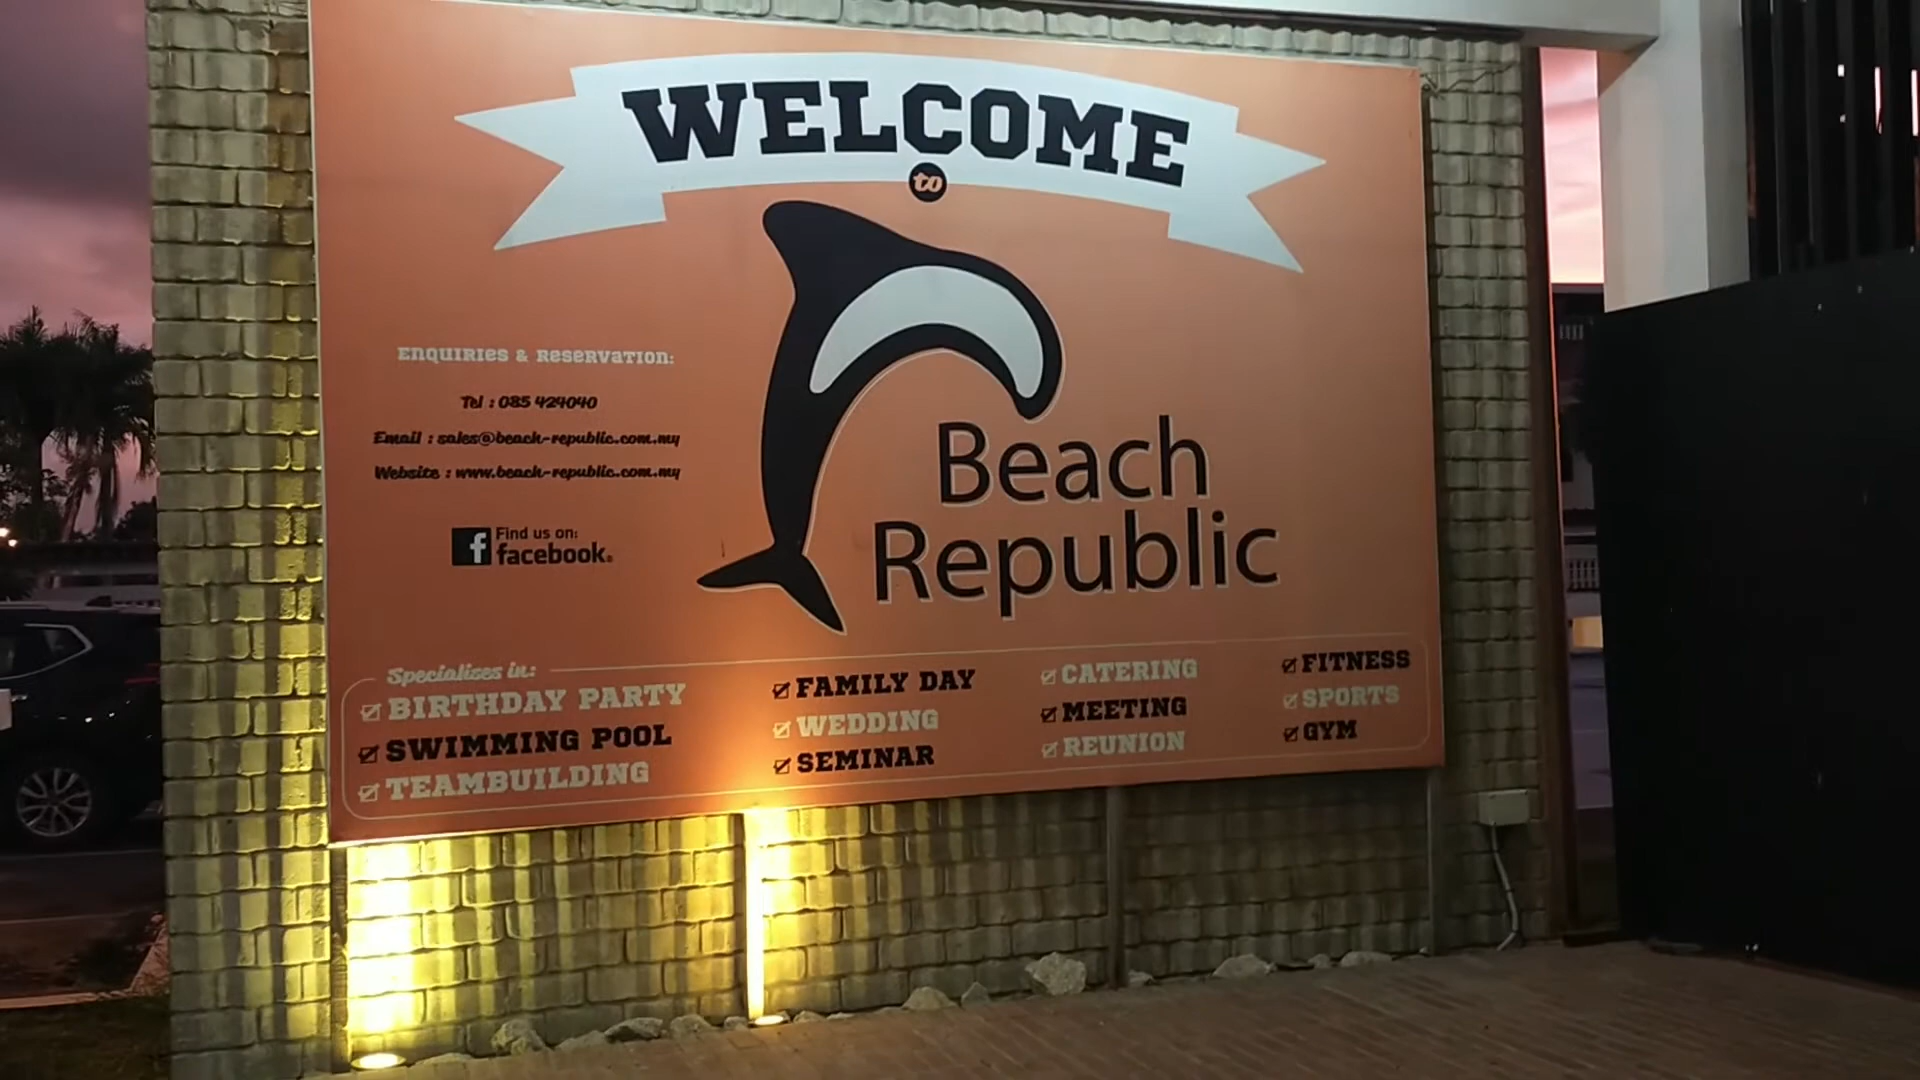 WELCOME
to
Beach
Republic
Enquiries & Reservation:
Tel : 085 424040
Email : sales@beach-republic.com.my
Website : www.beach-republic.com.my
f Find us on:
facebook.
Specializes in:
BIRTHDAY PARTY
SWIMMING POOL
TEAMBUILDING
FAMILY DAY
WEDDING
SEMINAR
CATERING
MEETING
REUNION
FITNESS
SPORTS
GYM